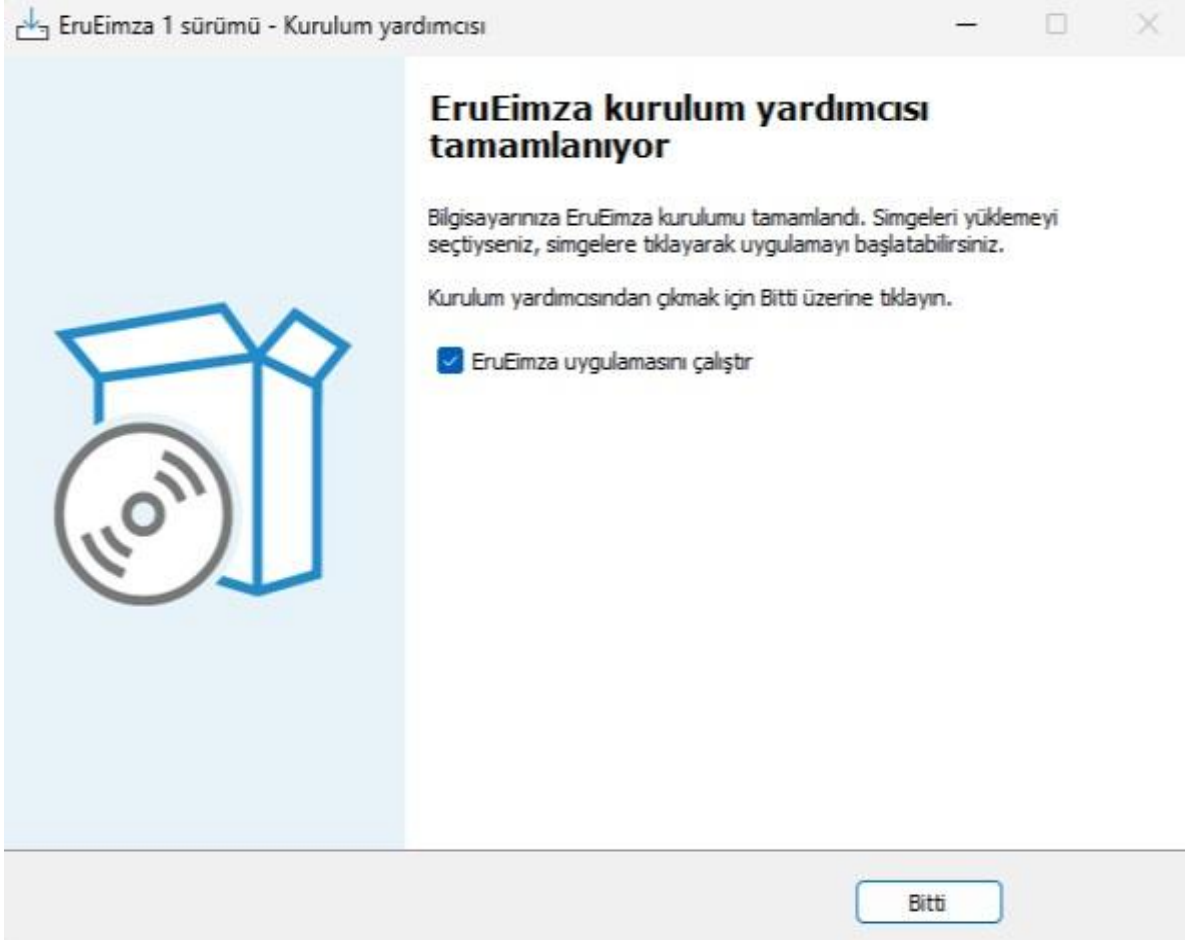 EruEimza 1 sürümü - Kurulum yardımcısı
EruEimza kurulum yardımcısı
tamamlanıyor
Bilgisayarınıza EruEimza kurulumu tamamlandı. Simgeleri yüklemeyi
seçtiyseniz, simgelere tıklayarak uygulamayı başlatabilirsiniz.
Kurulum yardımcısından çıkmak için Bitti üzerine tıklayın.
EruEimza uygulamasını çalıştır
Bitti